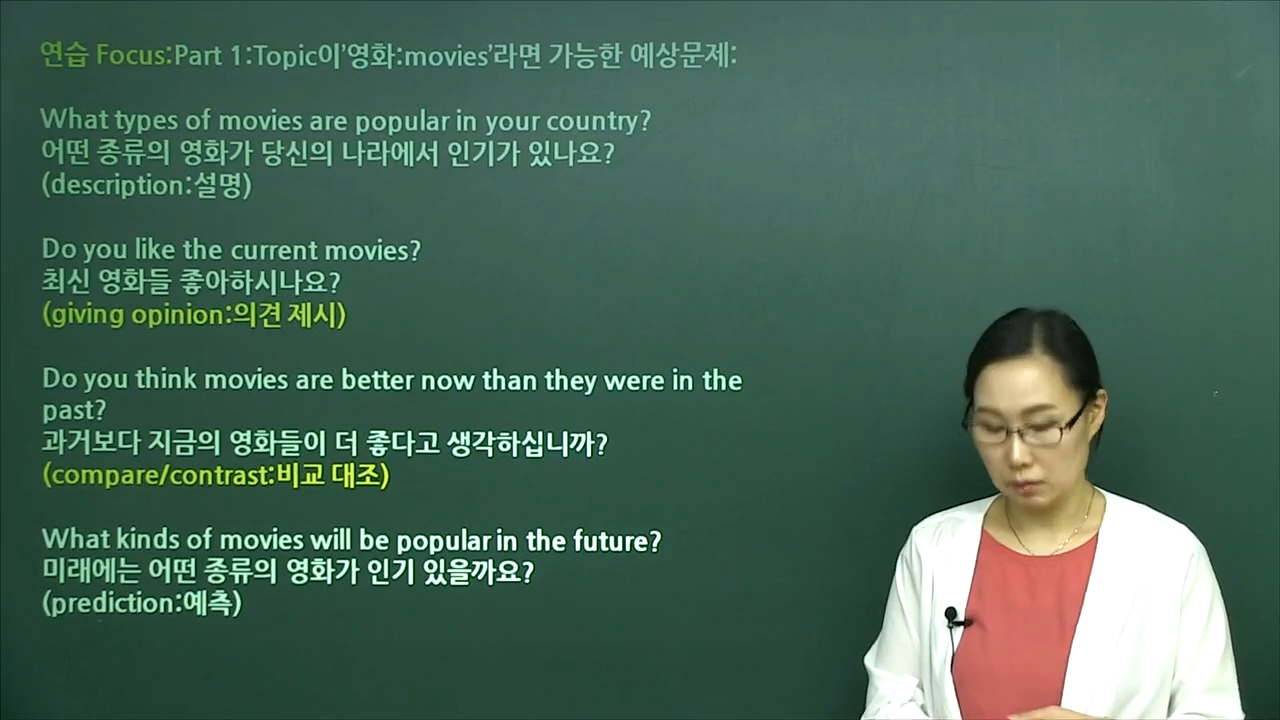 연습 Focus:Part 1:Topic이'영화:movies'라면 가능한 예상문제:
What types of movies are popular in your country?
어떤 종류의 영화가 당신의 나라에서 인기가 있나요?
(description:설명)
Do you like the current movies?
최신 영화들 좋아하시나요?
(giving opinion:의견 제시)
Do you think movies are better now than they were in the
past?
과거보다 지금의 영화들이 더 좋다고 생각하십니까?
(compare/contrast:비교 대조)
What kinds of movies will be popular in the future?
미래에는 어떤 종류의 영화가 인기 있을까요?
(prediction:예측)